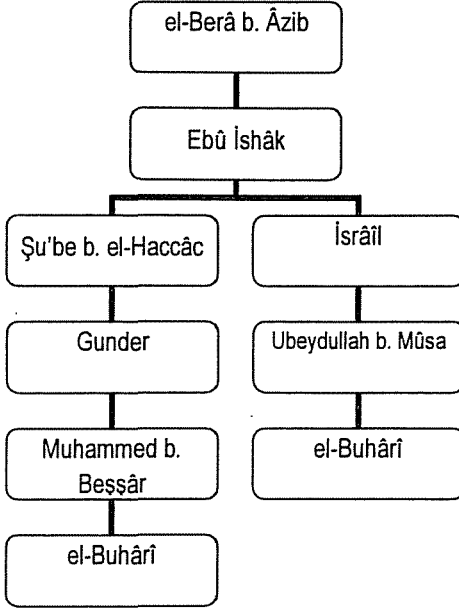 el-Berâ b. Âzib
Ebû İshâk
Şu'be b. el-Haccâc
İsrâîl
Gunder
Ubeydullah b. Mûsa
Muhammed b.
Beşşâr
el-Buhârî
el-Buhârî